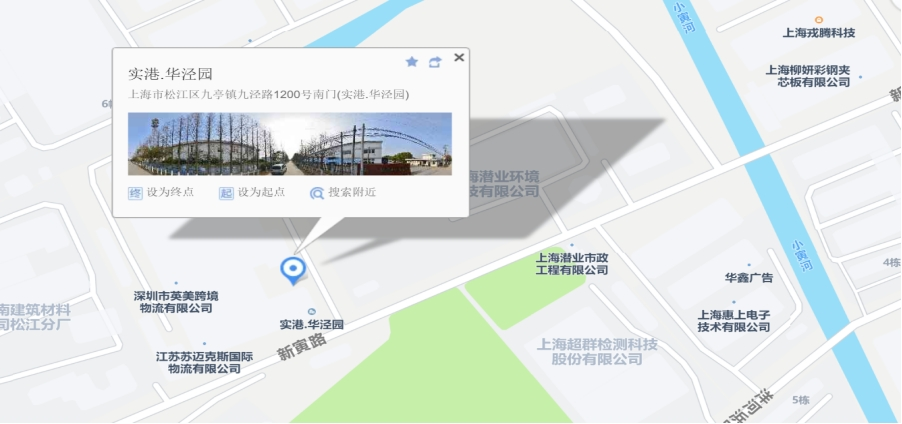 小寅河
上海戎腾科技
上海柳妍彩钢夹
芯板有限公司
实港.华泾园
上海市松江区九亭镇九泾路1200号南门(实港.华泾园)
终 设为终点 起 设为起点 搜索附近
海潜业环境
技有限公司
上海潜业市政
工程有限公司
小寅河
4栋
华鑫广告
深圳市英美跨境
物流有限公司
南建筑材料
司松江分厂
实港.华泾园
上海惠上电子
技术有限公司
新寅路
江苏苏迈克斯国际
物流有限公司
上海超群检测科技
股份有限公司
5栋